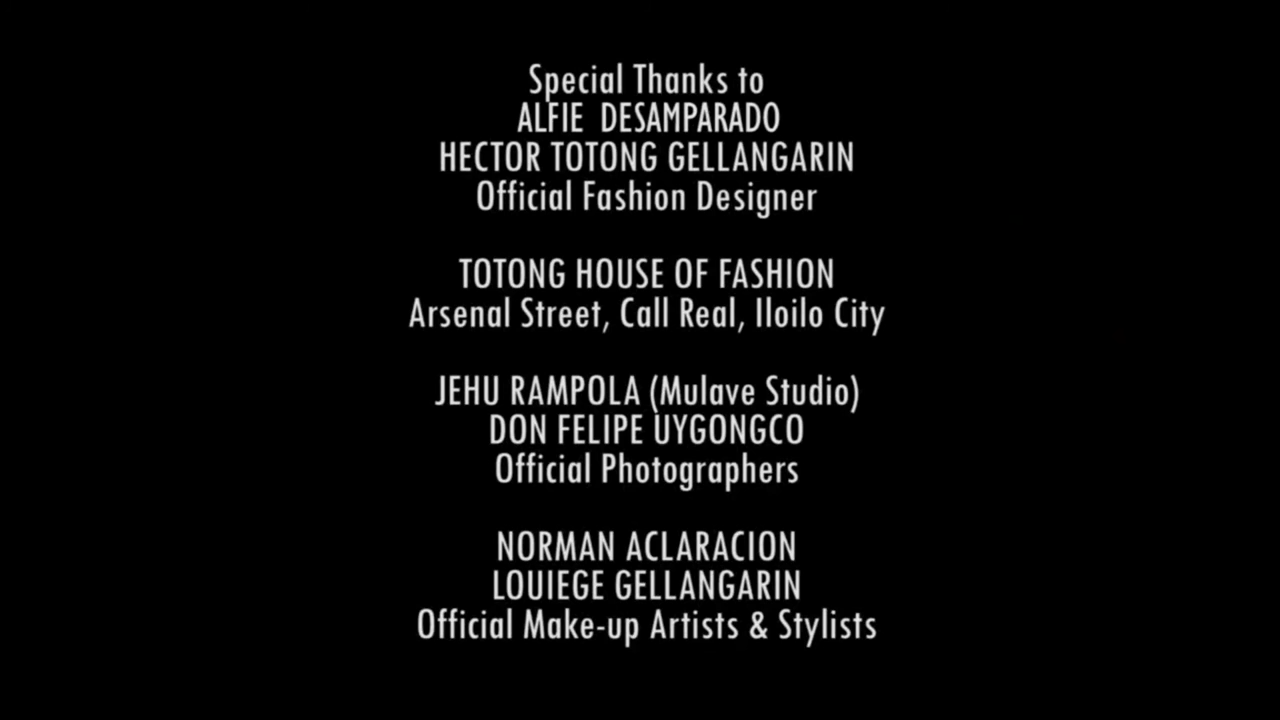 Special Thanks to
ALFIE DESAMPARADO
HECTOR TOTONG GELLANGARIN
Official Fashion Designer
TOTONG HOUSE OF FASHION
Arsenal Street, Call Real, Iloilo City
JEHU RAMPOLA (Mulave Studio)
DON FELIPE UYGONGCO
Official Photographers
NORMAN ACLARACION
LOUIEGE GELLANGARIN
Official Make-up Artists & Stylists